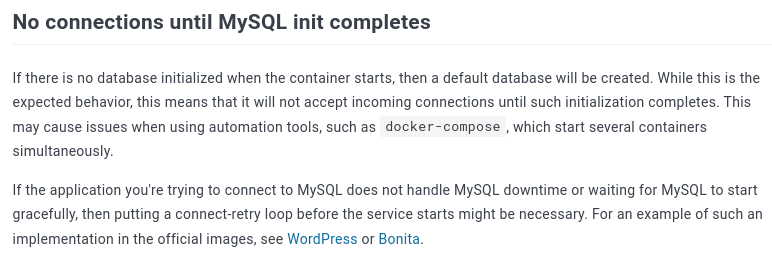 No connections until MySQL init completes
If there is no database initialized when the container starts, then a default database will be created. While this is the
expected behavior, this means that it will not accept incoming connections until such initialization completes. This
may cause issues when using automation tools, such as docker-compose, which start several containers
simultaneously.
If the application you're trying to connect to MySQL does not handle MySQL downtime or waiting for MySQL to start
gracefully, then putting a connect-retry loop before the service starts might be necessary. For an example of such an
implementation in the official images, see WordPress or Bonita.